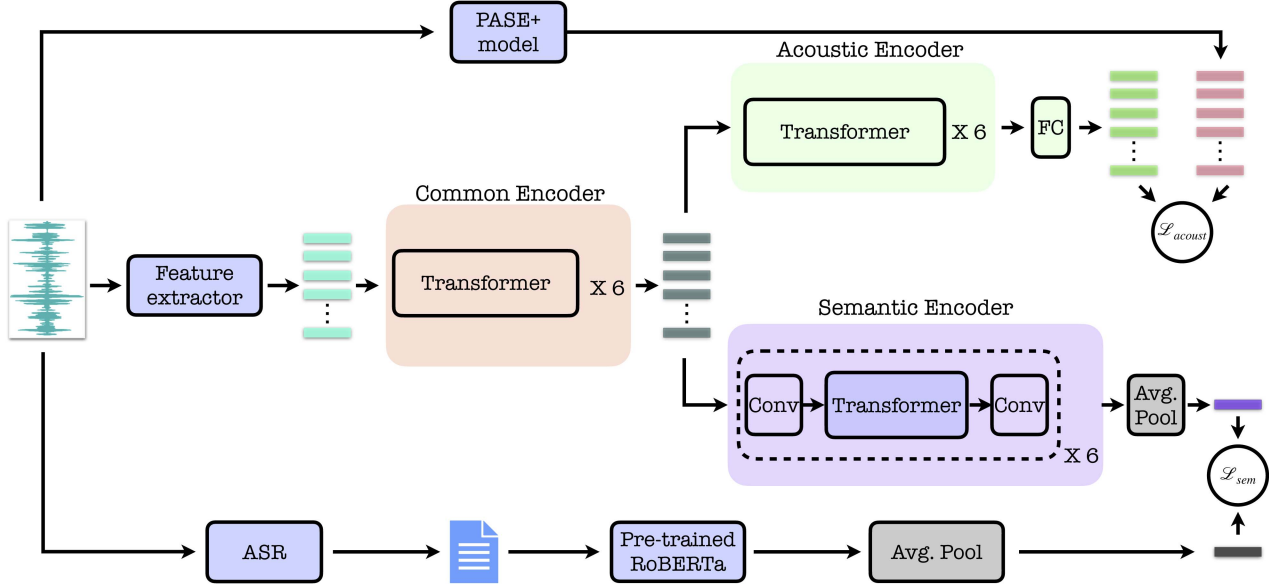 PASE+
model
Acoustic Encoder
Transformer
X 6
FC
ℒacoust
Common Encoder
Feature
extractor
Transformer
X 6
Semantic Encoder
Conv
Transformer
Conv
X 6
Avg.
Pool
ℒsem
ASR
Pre-trained
RoBERTa
Avg. Pool